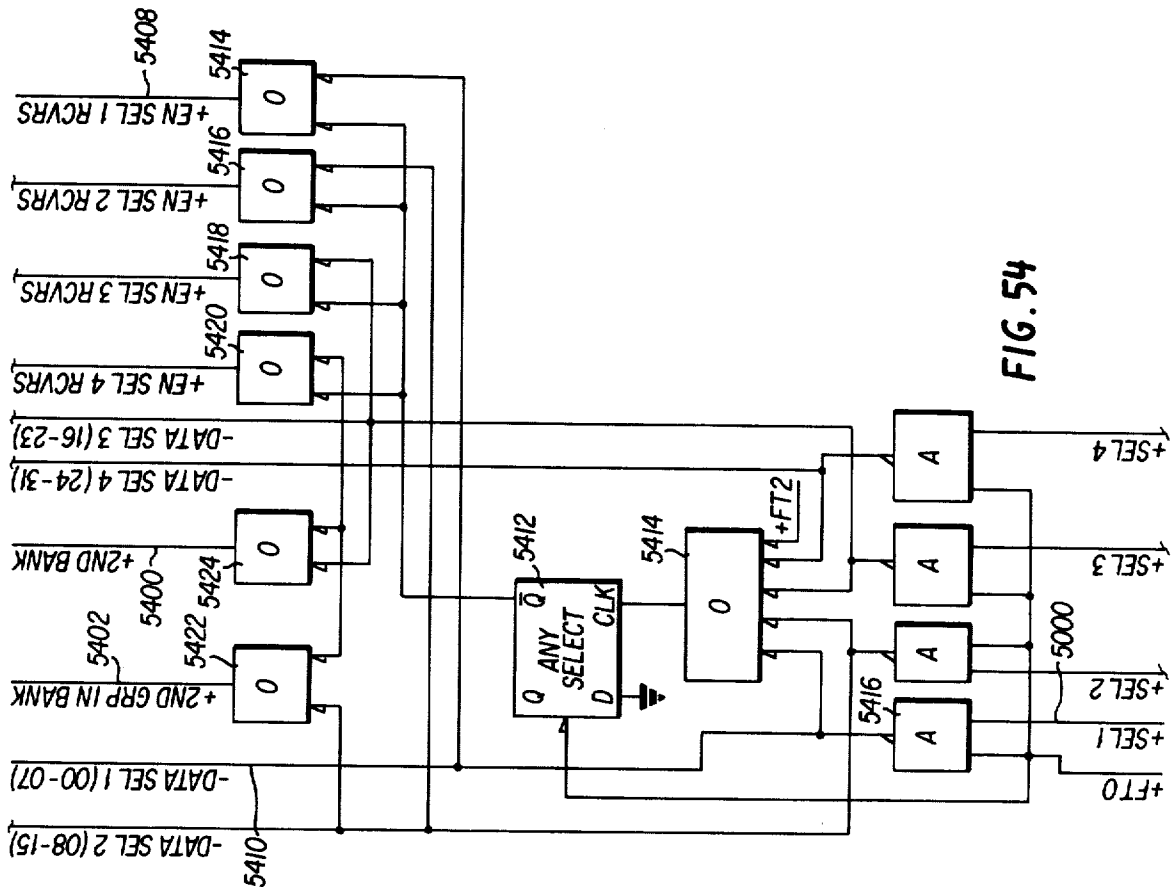 +EN SEL 1 RCVRS
5408
5414
O
+EN SEL 2 RCVRS
5416
O
+EN SEL 3 RCVRS
5418
O
+EN SEL 4 RCVRS
5420
O
-DATA SEL 3 (16-23)
-DATA SEL 4 (24-31)
+2ND BANK
5400
5424
O
+2ND GRP IN BANK
5402
5422
O
-DATA SEL 1 (00-07)
5410
-DATA SEL 2 (08-15)
5412
Q
Q̅
ANY
SELECT
D
CLK
5414
O
+FT2
5416
A
A
A
A
+FTO
+SEL 1
5000
+SEL 2
+SEL 3
+SEL 4
FIG. 54